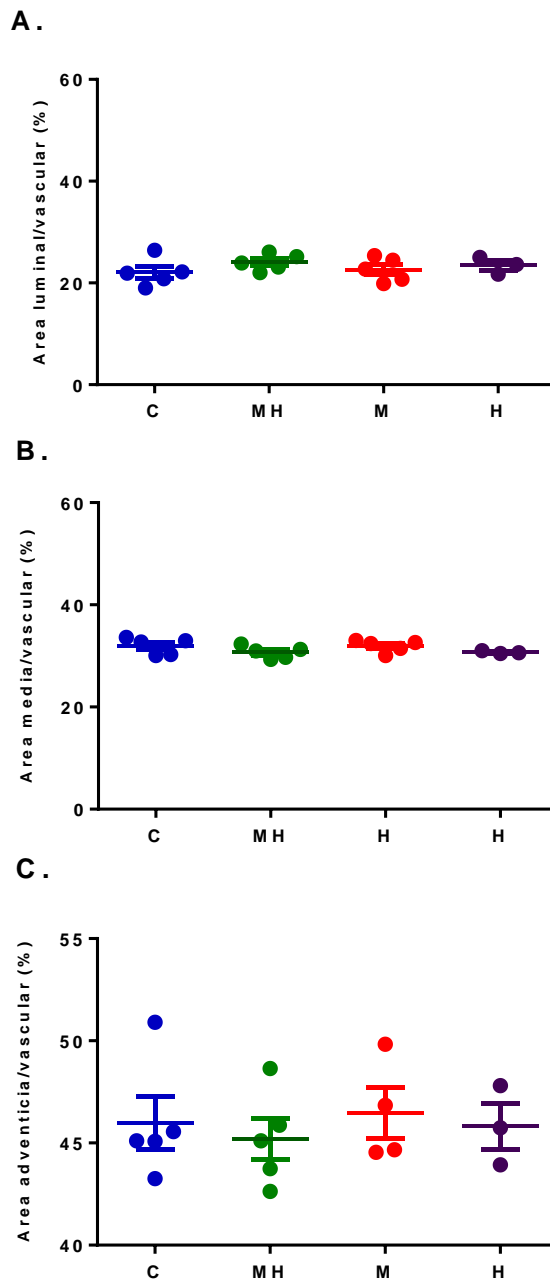 A.
Area luminal/vascular (%)
60
40
20
0
C MH M H
B.
Area media/vascular (%)
60
40
20
0
C MH H H
C.
Area adventicia/vascular (%)
55
50
45
40
C MH M H